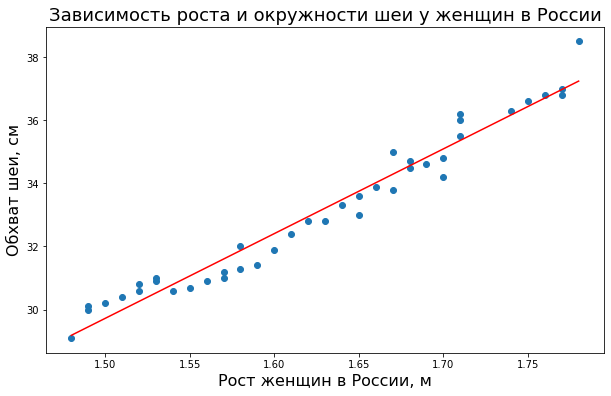 Зависимость роста и окружности шеи у женщин в России
Обхват шеи, см
38
36
34
32
30
1.50 1.55 1.60 1.65 1.70 1.75
Рост женщин в России, м